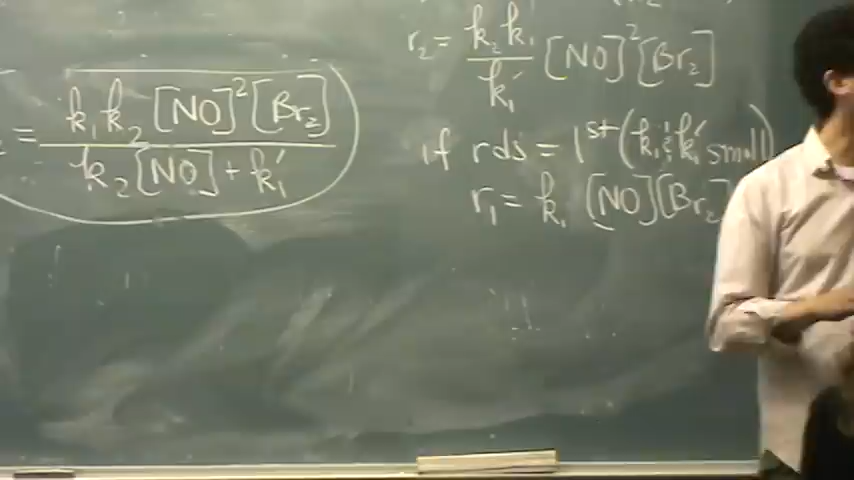 = k₁k₂[NO]²[Br₂] / k₂[NO] + k₁′
r₂ = k₂k₁ / k₁′ [NO]²[Br₂]
if rds = 1st (k₁ & k₁′ small)
r₁ = k₁ [NO][Br₂